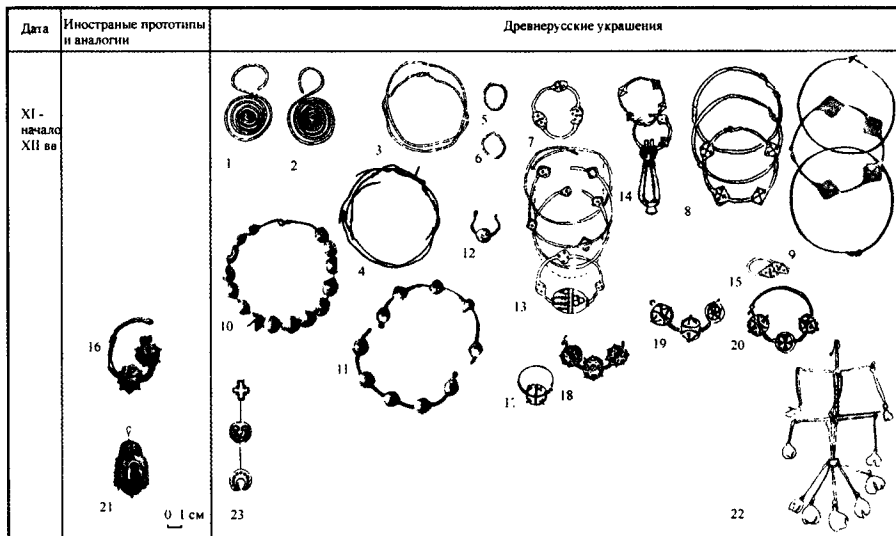 Дата
Иностраные прототипы
и аналогии
Древнерусские украшения
XI -
начало
XII вв
1
2
3
5
6
7
14
8
4
12
13
9
15
10
11
16
17
18
19
20
21
0 1 см
23
22